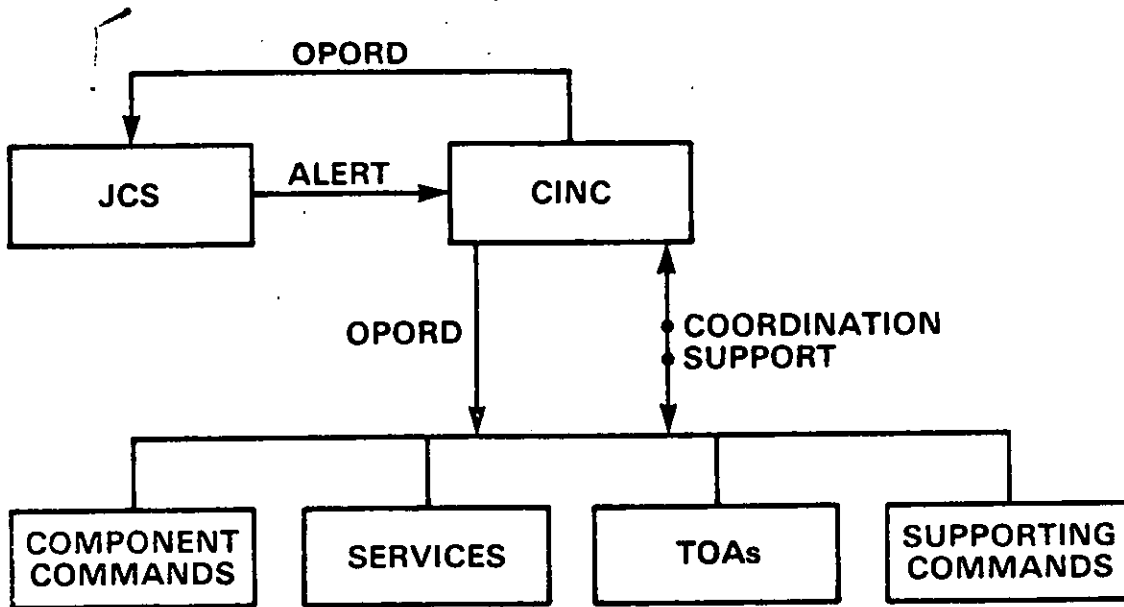 OPORD
JCS
ALERT
CINC
OPORD
• COORDINATION
• SUPPORT
COMPONENT
COMMANDS
SERVICES
TOAs
SUPPORTING
COMMANDS